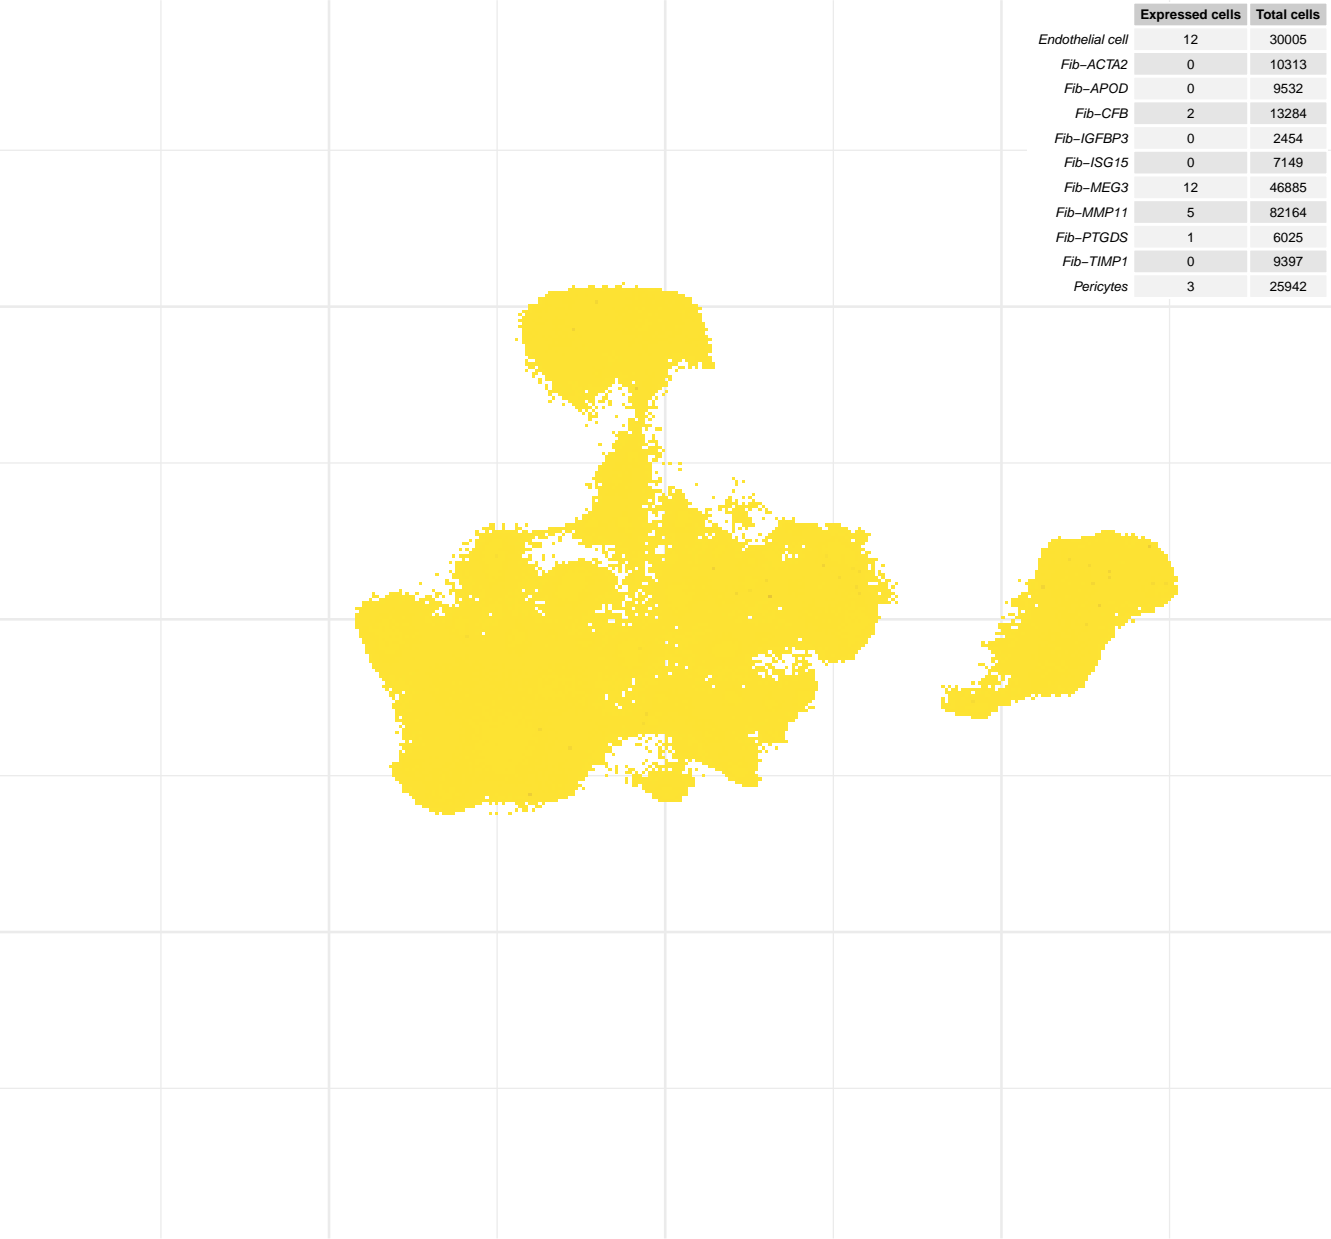 Expressed cells Total cells
Endothelial cell 12 30005
Fib−ACTA2 0 10313
Fib−APOD 0 9532
Fib−CFB 2 13284
Fib−IGFBP3 0 2454
Fib−ISG15 0 7149
Fib−MEG3 12 46885
Fib−MMP11 5 82164
Fib−PTGDS 1 6025
Fib−TIMP1 0 9397
Pericytes 3 25942